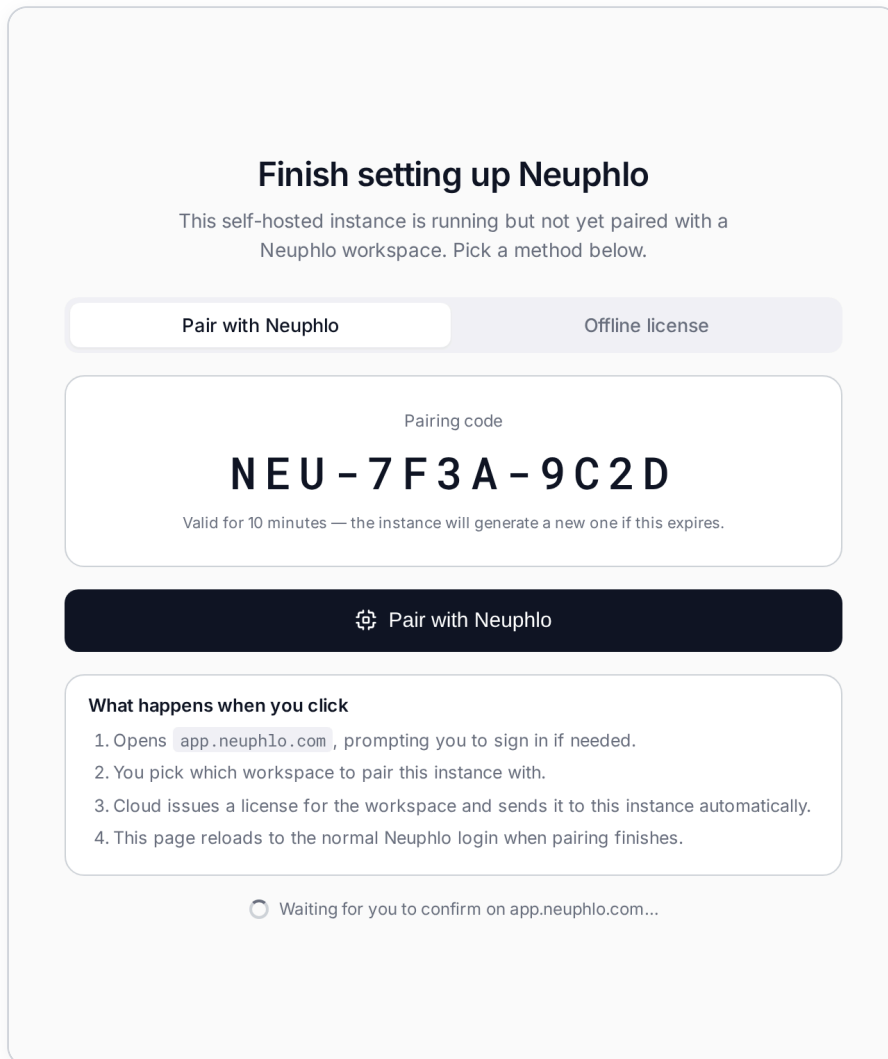 Finish setting up Neuphlo
This self-hosted instance is running but not yet paired with a
Neuphlo workspace. Pick a method below.
Pair with Neuphlo
Offline license
Pairing code
NEU-7F3A-9C2D
Valid for 10 minutes — the instance will generate a new one if this expires.
Pair with Neuphlo
What happens when you click
1. Opens app.neuphlo.com, prompting you to sign in if needed.
2. You pick which workspace to pair this instance with.
3. Cloud issues a license for the workspace and sends it to this instance automatically.
4. This page reloads to the normal Neuphlo login when pairing finishes.
Waiting for you to confirm on app.neuphlo.com...